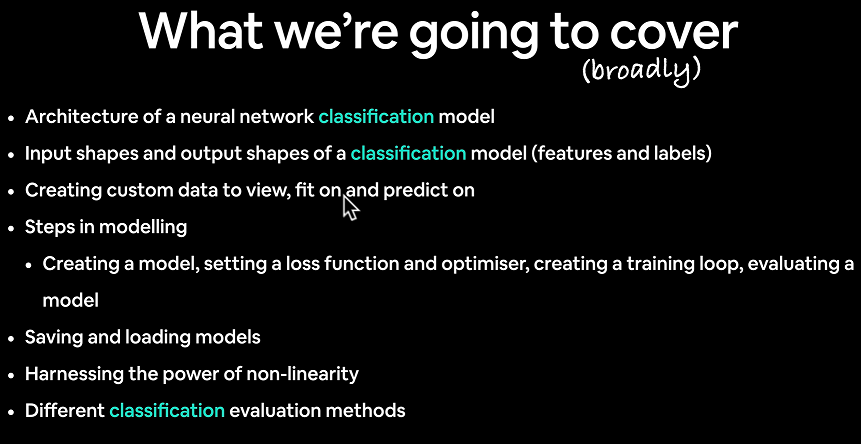 What we're going to cover
(broadly)
• Architecture of a neural network classification model
• Input shapes and output shapes of a classification model (features and labels)
• Creating custom data to view, fit on and predict on
• Steps in modelling
• Creating a model, setting a loss function and optimiser, creating a training loop, evaluating a
model
• Saving and loading models
• Harnessing the power of non-linearity
• Different classification evaluation methods